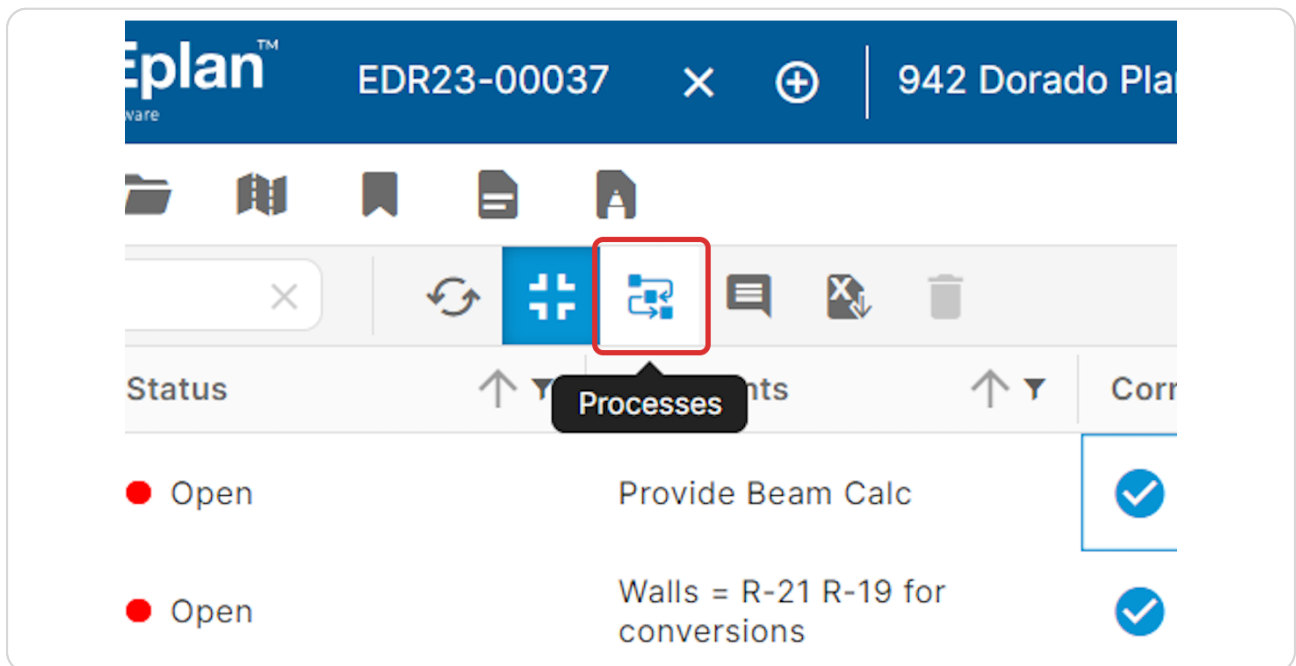 Eplan™
ware
EDR23-00037
942 Dorado Pla
Status
nts
Corr
Processes
Open
Provide Beam Calc
Open
Walls = R-21 R-19 for
conversions